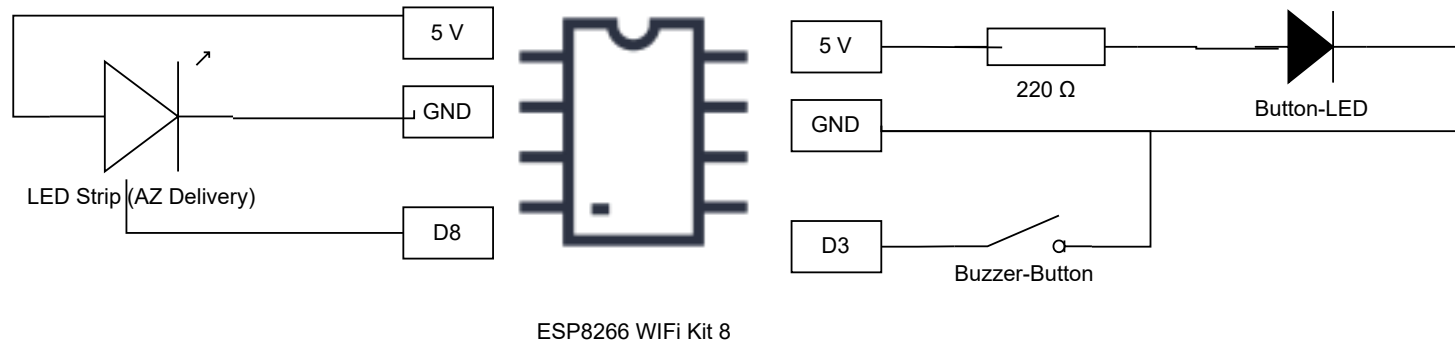 5 V
GND
LED Strip (AZ Delivery)
D8
5 V
220 Ω
Button-LED
GND
D3
Buzzer-Button
ESP8266 WIFi Kit 8